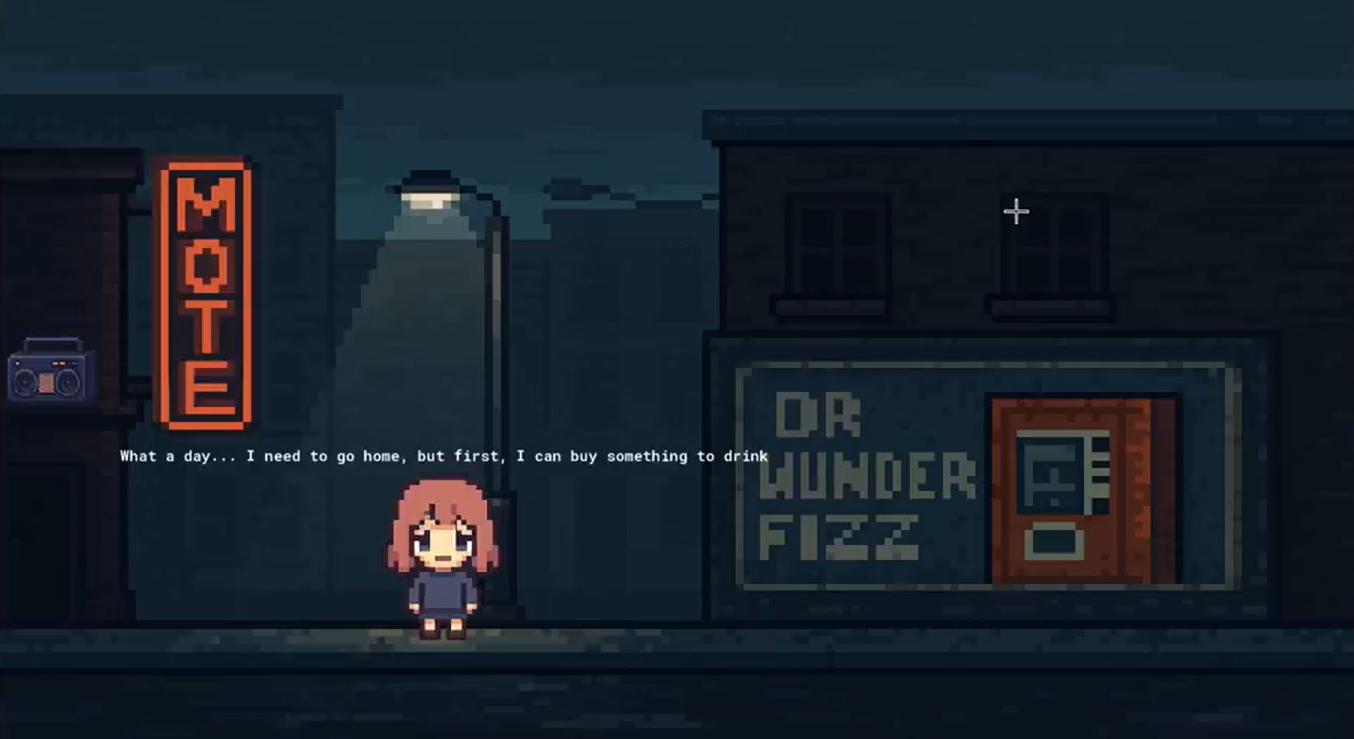 MOTE
What a day... I need to go home, but first, I can buy something to drink
DR
WUNDER
FIZZ